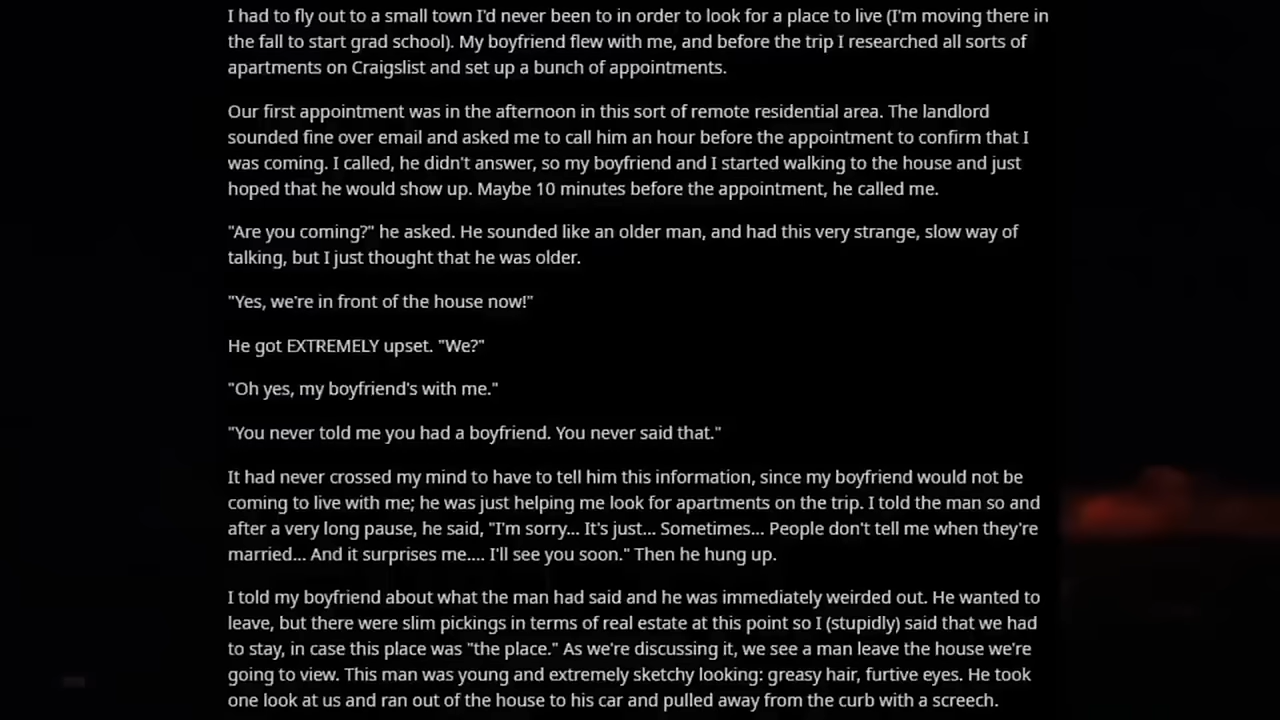 I had to fly out to a small town I'd never been to in order to look for a place to live (I'm moving there in
the fall to start grad school). My boyfriend flew with me, and before the trip I researched all sorts of
apartments on Craigslist and set up a bunch of appointments.
Our first appointment was in the afternoon in this sort of remote residential area. The landlord
sounded fine over email and asked me to call him an hour before the appointment to confirm that I
was coming. I called, he didn't answer, so my boyfriend and I started walking to the house and just
hoped that he would show up. Maybe 10 minutes before the appointment, he called me.
"Are you coming?" he asked. He sounded like an older man, and had this very strange, slow way of
talking, but I just thought that he was older.
"Yes, we're in front of the house now!"
He got EXTREMELY upset. "We?"
"Oh yes, my boyfriend's with me."
"You never told me you had a boyfriend. You never said that."
It had never crossed my mind to have to tell him this information, since my boyfriend would not be
coming to live with me; he was just helping me look for apartments on the trip. I told the man so and
after a very long pause, he said, "I'm sorry... It's just... Sometimes... People don't tell me when they're
married... And it surprises me.... I'll see you soon." Then he hung up.
I told my boyfriend about what the man had said and he was immediately weirded out. He wanted to
leave, but there were slim pickings in terms of real estate at this point so I (stupidly) said that we had
to stay, in case this place was "the place." As we're discussing it, we see a man leave the house we're
going to view. This man was young and extremely sketchy looking: greasy hair, furtive eyes. He took
one look at us and ran out of the house to his car and pulled away from the curb with a screech.